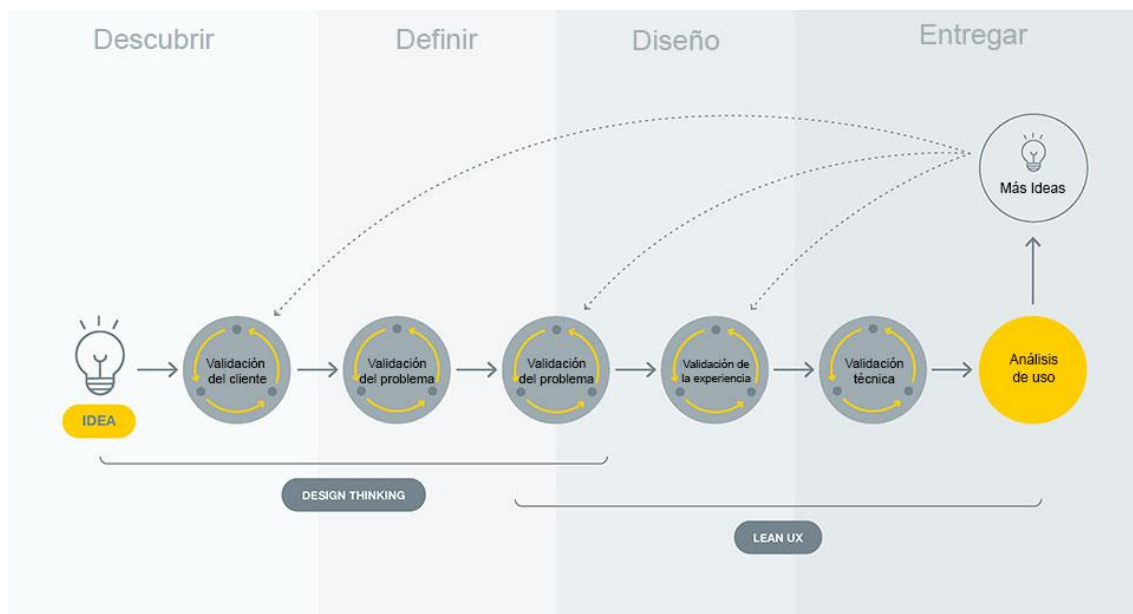 Descubrir
Definir
Diseño
Entregar
Más Ideas
IDEA
Validación
del cliente
Validación
del problema
Validación
del problema
Validación de
la experiencia
Validación
técnica
Análisis
de uso
DESIGN THINKING
LEAN UX